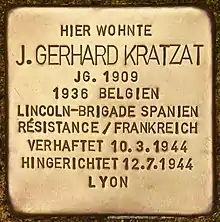 HIER WOHNTE
J. GERHARD KRATZAT
JG. 1909
1936 BELGIEN
LINCOLN-BRIGADE SPANIEN
RÉSISTANCE / FRANKREICH
VERHAFTET 10.3.1944
HINGERICHTET 12.7.1944
LYON